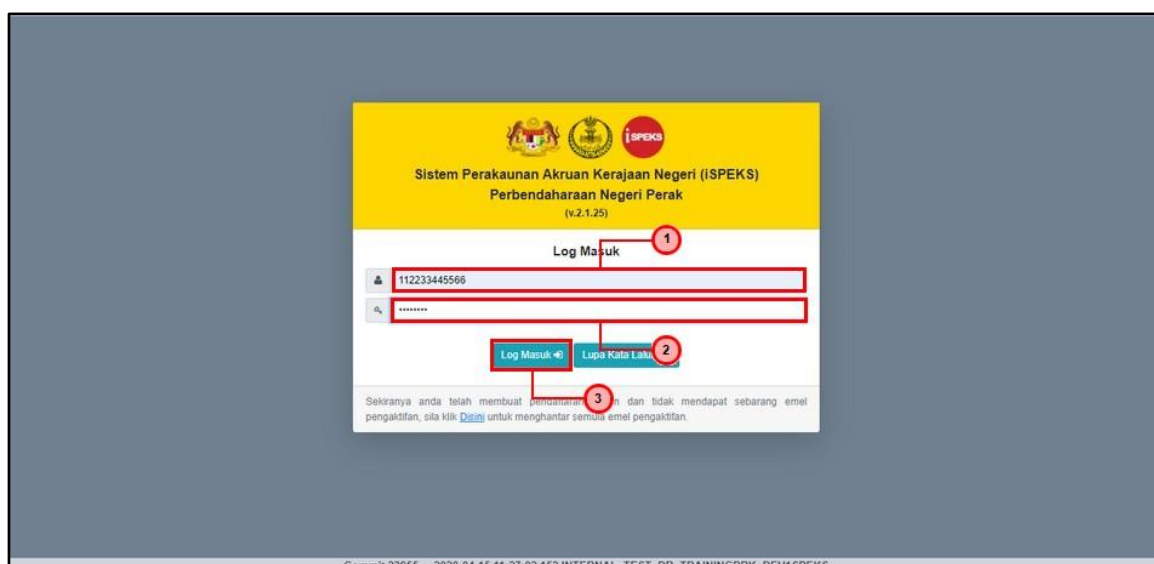 iSPEKS
Sistem Perakaunan Akruan Kerajaan Negeri (iSPEKS)
Perbendaharaan Negeri Perak
(v.2.1.25)
Log Masuk
1
112233445566
••••••••
Log Masuk
Lupa Kata
2
3
Sekiranya anda telah membuat dan tidak mendapat sebarang emel
pengaktifan, sila klik Disini untuk menghantar semula emel pengaktifan.